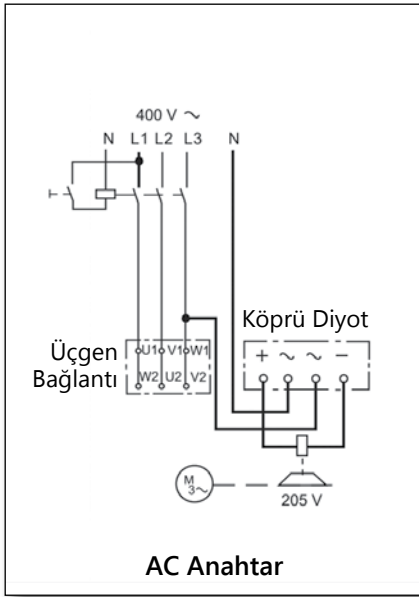 400 V ~
N L1 L2 L3 N
Köprü Diyot
Üçgen
Bağlantı
U1 V1 W1
W2 U2 V2
+ ~ ~ −
M
3~
205 V
AC Anahtar